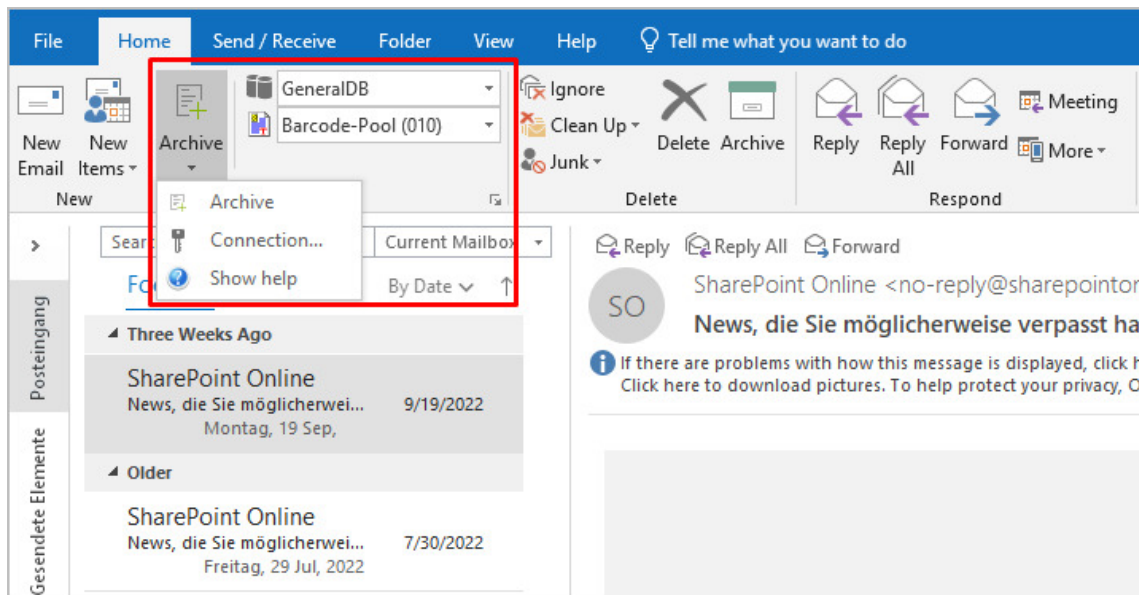 File Home Send / Receive Folder View Help Tell me what you want to do
New Email
New Items
Archive
GeneralDB
Barcode-Pool (010)
Ignore
Clean Up
Junk
Delete
Archive
Reply
Reply All
Forward
Meeting
More
New
Delete
Respond
Archive
Connection...
Show help
Current Mailbox
By Date
Posteingang
Gesendete Elemente
Three Weeks Ago
SharePoint Online
News, die Sie möglicherwei... 9/19/2022
Montag, 19 Sep,
Older
SharePoint Online
News, die Sie möglicherwei... 7/30/2022
Freitag, 29 Jul, 2022
Reply Reply All Forward
SO
SharePoint Online <no-reply@sharepointor
News, die Sie möglicherweise verpasst ha
If there are problems with how this message is displayed, click h
Click here to download pictures. To help protect your privacy, O